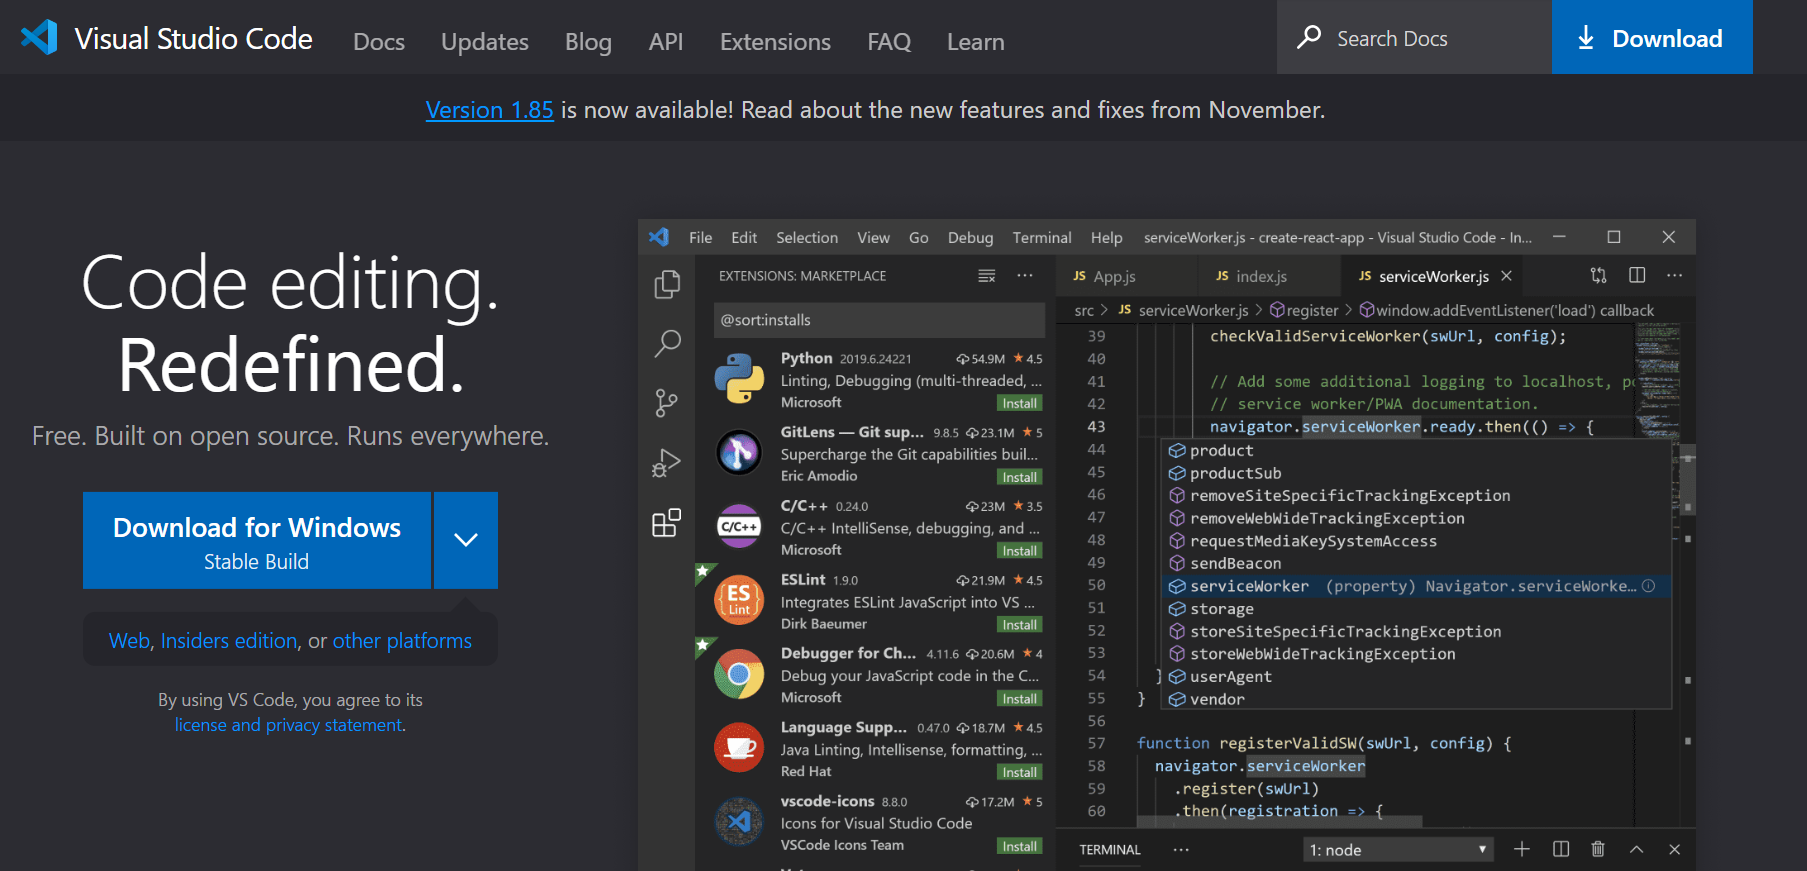 Visual Studio Code Docs Updates Blog API Extensions FAQ Learn Search Docs Download
Version 1.85 is now available! Read about the new features and fixes from November.
Code editing.
Redefined.
Free. Built on open source. Runs everywhere.
Download for Windows
Stable Build
Web, Insiders edition, or other platforms
By using VS Code, you agree to its
license and privacy statement.
File Edit Selection View Go Debug Terminal Help serviceWorker.js - create-react-app - Visual Studio Code - In...
EXTENSIONS: MARKETPLACE
@sort:installs
Python 2019.6.24221 54.9M 4.5
Linting, Debugging (multi-threaded, ...
Microsoft Install
GitLens — Git sup... 9.8.5 23.1M 5
Supercharge the Git capabilities buil...
Eric Amodio Install
C/C++
C/C++ 0.24.0 23M 3.5
C/C++ IntelliSense, debugging, and ...
Microsoft Install
ES
Lint
ESLint 1.9.0 21.9M 4.5
Integrates ESLint JavaScript into VS ...
Dirk Baeumer Install
Debugger for Ch... 4.11.6 20.6M 4
Debug your JavaScript code in the C...
Microsoft Install
Language Supp... 0.47.0 18.7M 4.5
Java Linting, Intellisense, formatting, ...
Red Hat Install
vscode-icons 8.8.0 17.2M 5
Icons for Visual Studio Code
VSCode Icons Team Install
JS App.js JS index.js JS serviceWorker.js
src > JS serviceWorker.js > register > window.addEventListener('load') callback
39 checkValidServiceWorker(swUrl, config);
40
41 // Add some additional logging to localhost, po
42 // service worker/PWA documentation.
43 navigator.serviceWorker.ready.then(() => {
44 product
45 productSub
46 removeSiteSpecificTrackingException
47 removeWebWideTrackingException
48 requestMediaKeySystemAccess
49 sendBeacon
50 serviceWorker (property) Navigator.serviceWorke...
51 storage
52 storeSiteSpecificTrackingException
53 storeWebWideTrackingException
54 } userAgent
55 } vendor
56
57 function registerValidSW(swUrl, config) {
58 navigator.serviceWorker
59 .register(swUrl)
60 .then(registration => {
TERMINAL ... 1: node